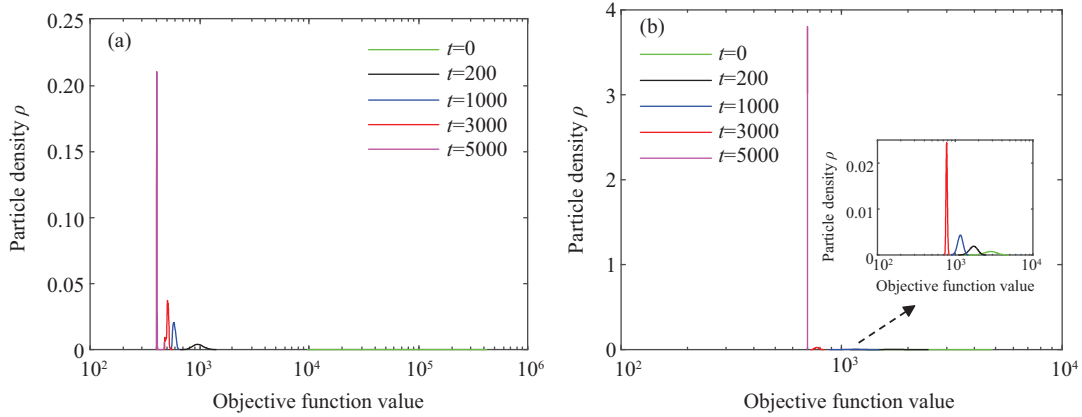 (a)
0.25
0.20
0.15
0.10
0.05
0
Particle density ρ
t=0
t=200
t=1000
t=3000
t=5000
10² 10³ 10⁴ 10⁵ 10⁶
Objective function value
(b)
4
3
2
1
0
Particle density ρ
t=0
t=200
t=1000
t=3000
t=5000
0.02
0.01
0
Particle density ρ
10² 10³ 10⁴
Objective function value
10² 10³ 10⁴
Objective function value